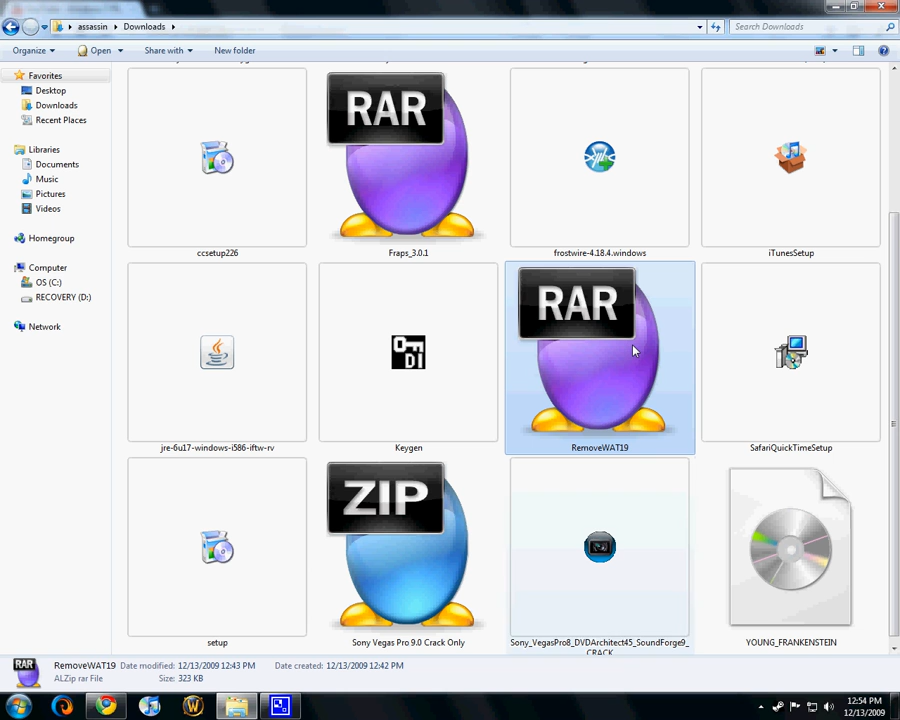 assassin ▸ Downloads ▸
Search Downloads
Organize Open Share with New folder
Favorites
Desktop
Downloads
Recent Places
Libraries
Documents
Music
Pictures
Videos
Homegroup
Computer
OS (C:)
RECOVERY (D:)
Network
RAR
ccsetup226
Fraps_3.0.1
frostwire-4.18.4.windows
iTunesSetup
DI
RAR
jre-6u17-windows-i586-iftw-rv
Keygen
RemoveWAT19
SafariQuickTimeSetup
ZIP
setup
Sony Vegas Pro 9.0 Crack Only
Sony_VegasPro8_DVDArchitect45_SoundForge9_
CRACK
YOUNG_FRANKENSTEIN
RAR
RemoveWAT19 Date modified: 12/13/2009 12:43 PM Date created: 12/13/2009 12:42 PM
ALZip rar File Size: 323 KB
W
12:54 PM
12/13/2009